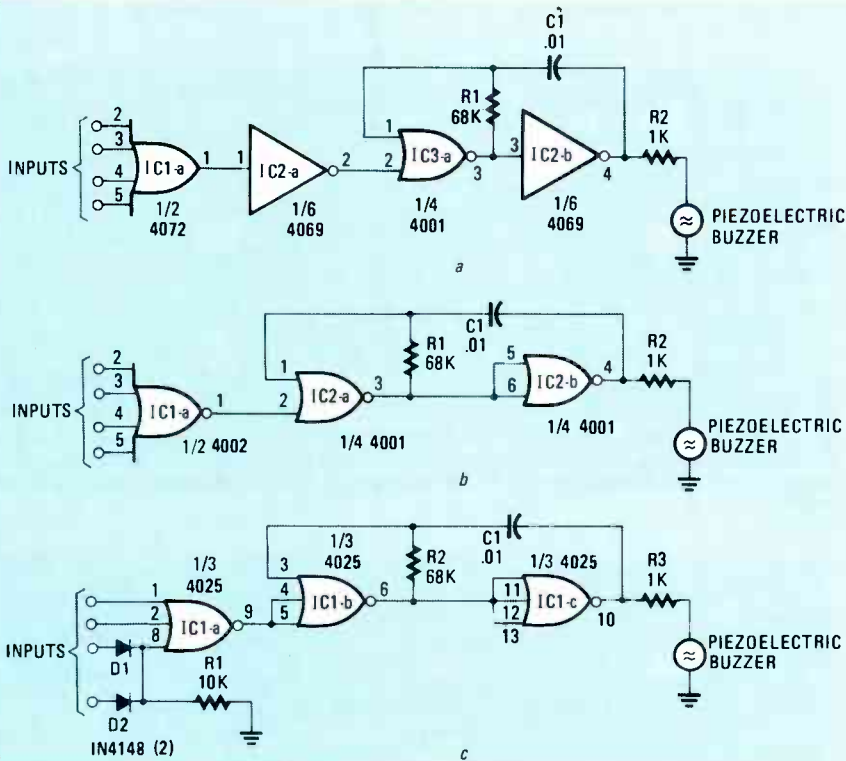 C1
.01
R1
68K
R2
1K
INPUTS
2
3
4
5
IC1-a
1
1
IC2-a
2
1
2
IC3-a
3
3
IC2-b
4
1/2
4072
1/6
4069
1/4
4001
1/6
4069
PIEZOELECTRIC
BUZZER
a
C1
.01
R1
68K
R2
1K
INPUTS
2
3
4
5
IC1-a
1
1
2
IC2-a
3
5
6
IC2-b
4
1/2 4002
1/4 4001
1/4 4001
PIEZOELECTRIC
BUZZER
b
1/3
4025
1/3
4025
C1
.01
R2
68K
1/3 4025
R3
1K
INPUTS
1
2
8
IC1-a
9
3
4
5
IC1-b
6
11
12
13
IC1-c
10
D1
R1
10K
D2
IN4148 (2)
PIEZOELECTRIC
BUZZER
c